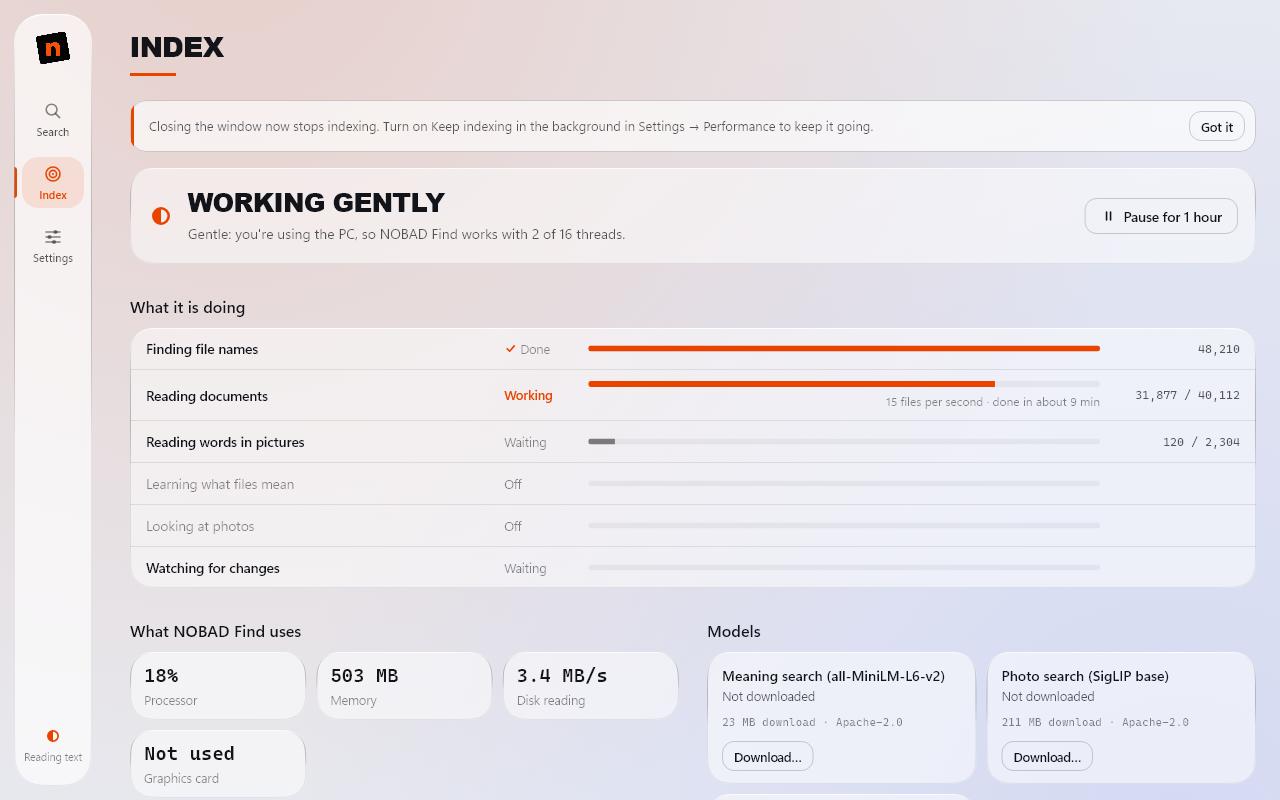 n
INDEX
Search
Index
Settings
Closing the window now stops indexing. Turn on Keep indexing in the background in Settings → Performance to keep it going.
Got it
WORKING GENTLY
Gentle: you're using the PC, so NOBAD Find works with 2 of 16 threads.
Pause for 1 hour
What it is doing
Finding file names Done 48,210
Reading documents Working 31,877 / 40,112
15 files per second · done in about 9 min
Reading words in pictures Waiting 120 / 2,304
Learning what files mean Off
Looking at photos Off
Watching for changes Waiting
What NOBAD Find uses
18%
Processor
503 MB
Memory
3.4 MB/s
Disk reading
Not used
Graphics card
Models
Meaning search (all-MiniLM-L6-v2)
Not downloaded
23 MB download · Apache-2.0
Download...
Photo search (SigLIP base)
Not downloaded
211 MB download · Apache-2.0
Download...
Reading text